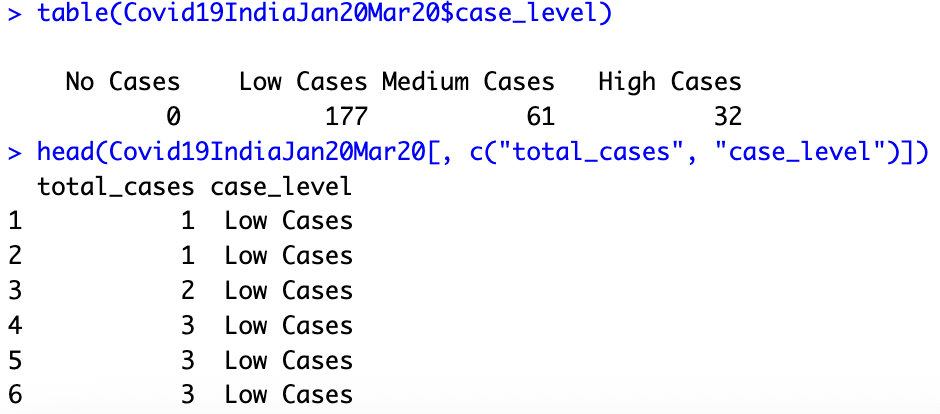 > table(Covid19IndiaJan20Mar20$case_level)
No Cases Low Cases Medium Cases High Cases
0 177 61 32
> head(Covid19IndiaJan20Mar20[, c("total_cases", "case_level")])
total_cases case_level
1 1 Low Cases
2 1 Low Cases
3 2 Low Cases
4 3 Low Cases
5 3 Low Cases
6 3 Low Cases